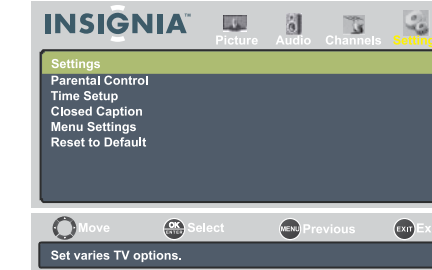 INSIGNIA™
Picture Audio Channels
Settings
Parental Control
Time Setup
Closed Caption
Menu Settings
Reset to Default
Move OK ENTER Select MENU Previous EXIT
Set varies TV options.